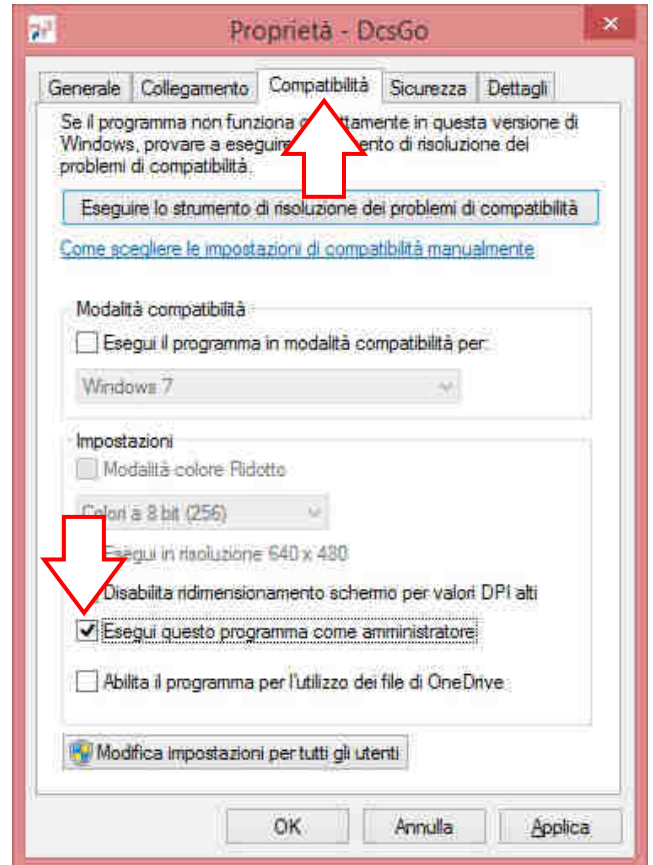 Proprietà - DcsGo
Generale Collegamento Compatibilità Sicurezza Dettagli
Se il programma non funziona tamente in questa versione di
Windows, provare a eseguire ento di risoluzione dei
problemi di compatibilità.
Eseguire lo strumento di risoluzione dei problemi di compatibilità
Come scegliere le impostazioni di compatibilità manualmente
Modalità compatibilità
Esegui il programma in modalità compatibilità per:
Windows 7
Impostazioni
Modalità colore Ridotto
Colori a 8 bit (256)
Esegui in risoluzione 640 x 480
Disabilita ridimensionamento schermo per valori DPI alti
Esegui questo programma come amministratore
Abilita il programma per l'utilizzo dei file di OneDrive
Modifica impostazioni per tutti gli utenti
OK Annulla Applica